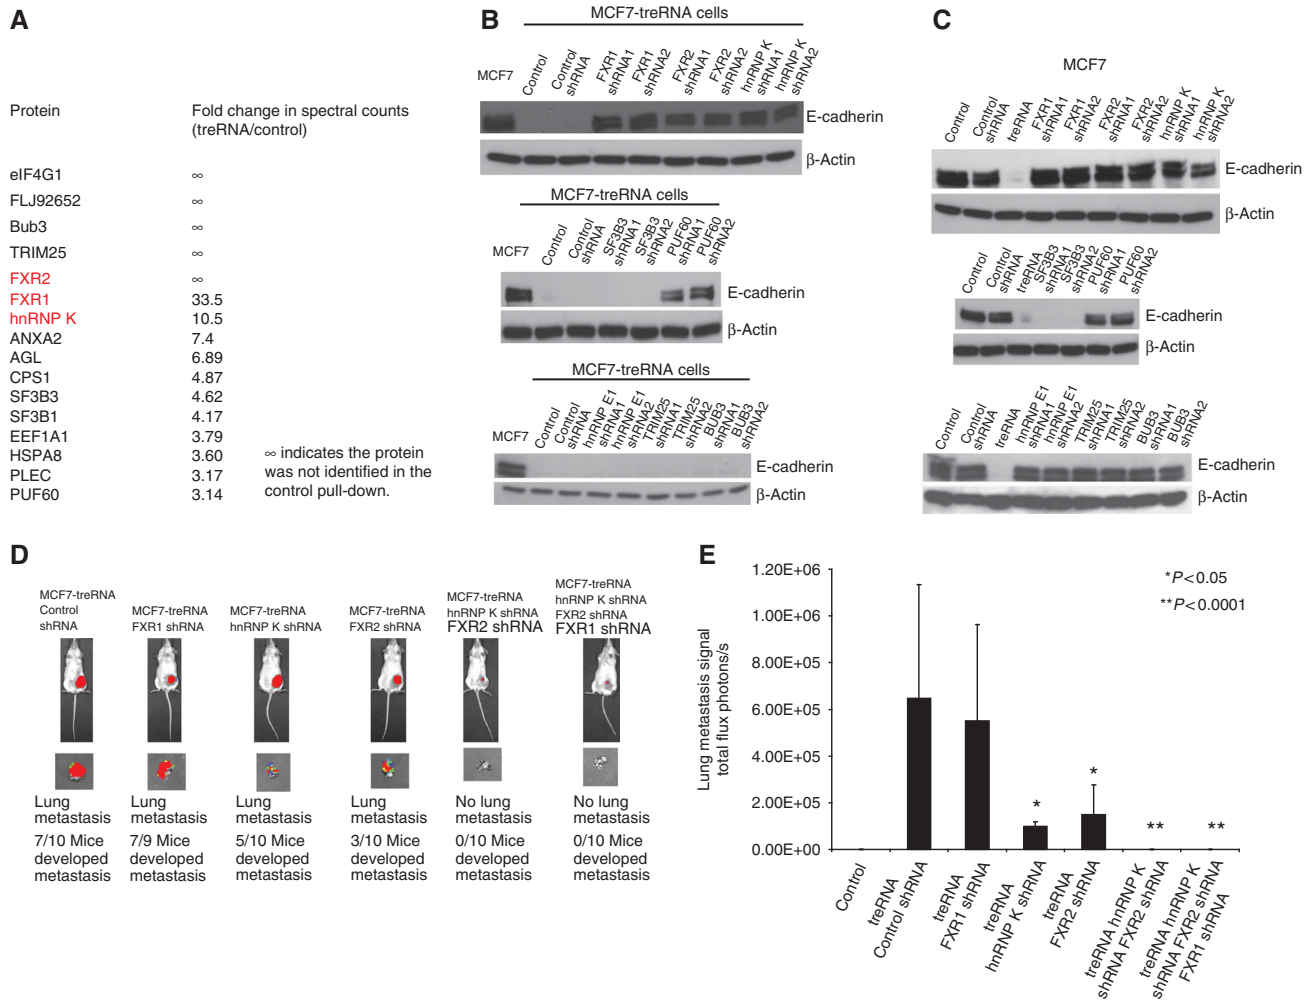 A
Protein
Fold change in spectral counts
(treRNA/control)
eIF4G1 ∞
FLJ92652 ∞
Bub3 ∞
TRIM25 ∞
FXR2 ∞
FXR1 33.5
hnRNP K 10.5
ANXA2 7.4
AGL 6.89
CPS1 4.87
SF3B3 4.62
SF3B1 4.17
EEF1A1 3.79
HSPA8 3.60
PLEC 3.17
PUF60 3.14
∞ indicates the protein
was not identified in the
control pull-down.
B
MCF7-treRNA cells
MCF7
Control
Control
shRNA
FXR1
shRNA1
FXR1
shRNA2
FXR2
shRNA1
FXR2
shRNA2
hnRNP K
shRNA1
hnRNP K
shRNA2
E-cadherin
β-Actin
MCF7-treRNA cells
MCF7
Control
Control
shRNA
SF3B3
shRNA1
SF3B3
shRNA2
PUF60
shRNA1
PUF60
shRNA2
E-cadherin
β-Actin
MCF7-treRNA cells
MCF7
Control
Control
shRNA
hnRNP E1
shRNA1
hnRNP E1
shRNA2
TRIM25
shRNA1
TRIM25
shRNA2
BUB3
shRNA1
BUB3
shRNA2
E-cadherin
β-Actin
C
MCF7
Control
Control
shRNA
treRNA
FXR1
shRNA1
FXR1
shRNA2
FXR2
shRNA1
FXR2
shRNA2
hnRNP K
shRNA1
hnRNP K
shRNA2
E-cadherin
β-Actin
Control
Control
shRNA
treRNA
SF3B3
shRNA1
SF3B3
shRNA2
PUF60
shRNA1
PUF60
shRNA2
E-cadherin
β-Actin
Control
Control
shRNA
treRNA
hnRNP E1
shRNA1
hnRNP E1
shRNA2
TRIM25
shRNA1
TRIM25
shRNA2
BUB3
shRNA1
BUB3
shRNA2
E-cadherin
β-Actin
D
MCF7-treRNA
Control
shRNA
MCF7-treRNA
FXR1 shRNA
MCF7-treRNA
hnRNP K shRNA
MCF7-treRNA
FXR2 shRNA
MCF7-treRNA
hnRNP K shRNA
FXR2 shRNA
MCF7-treRNA
hnRNP K shRNA
FXR2 shRNA
FXR1 shRNA
Lung
metastasis
7/10 Mice
developed
metastasis
Lung
metastasis
7/9 Mice
developed
metastasis
Lung
metastasis
5/10 Mice
developed
metastasis
Lung
metastasis
3/10 Mice
developed
metastasis
No lung
metastasis
0/10 Mice
developed
metastasis
No lung
metastasis
0/10 Mice
developed
metastasis
E
Lung metastasis signal
total flux photons/s
1.20E+06
1.00E+06
8.00E+05
6.00E+05
4.00E+05
2.00E+05
0.00E+00
*P<0.05
**P<0.0001
*
*
**
**
Control
treRNA
Control shRNA
treRNA
FXR1 shRNA
treRNA
hnRNP K shRNA
treRNA
FXR2 shRNA
treRNA hnRNP K
shRNA FXR2 shRNA
treRNA hnRNP K
shRNA FXR2 shRNA
FXR1 shRNA